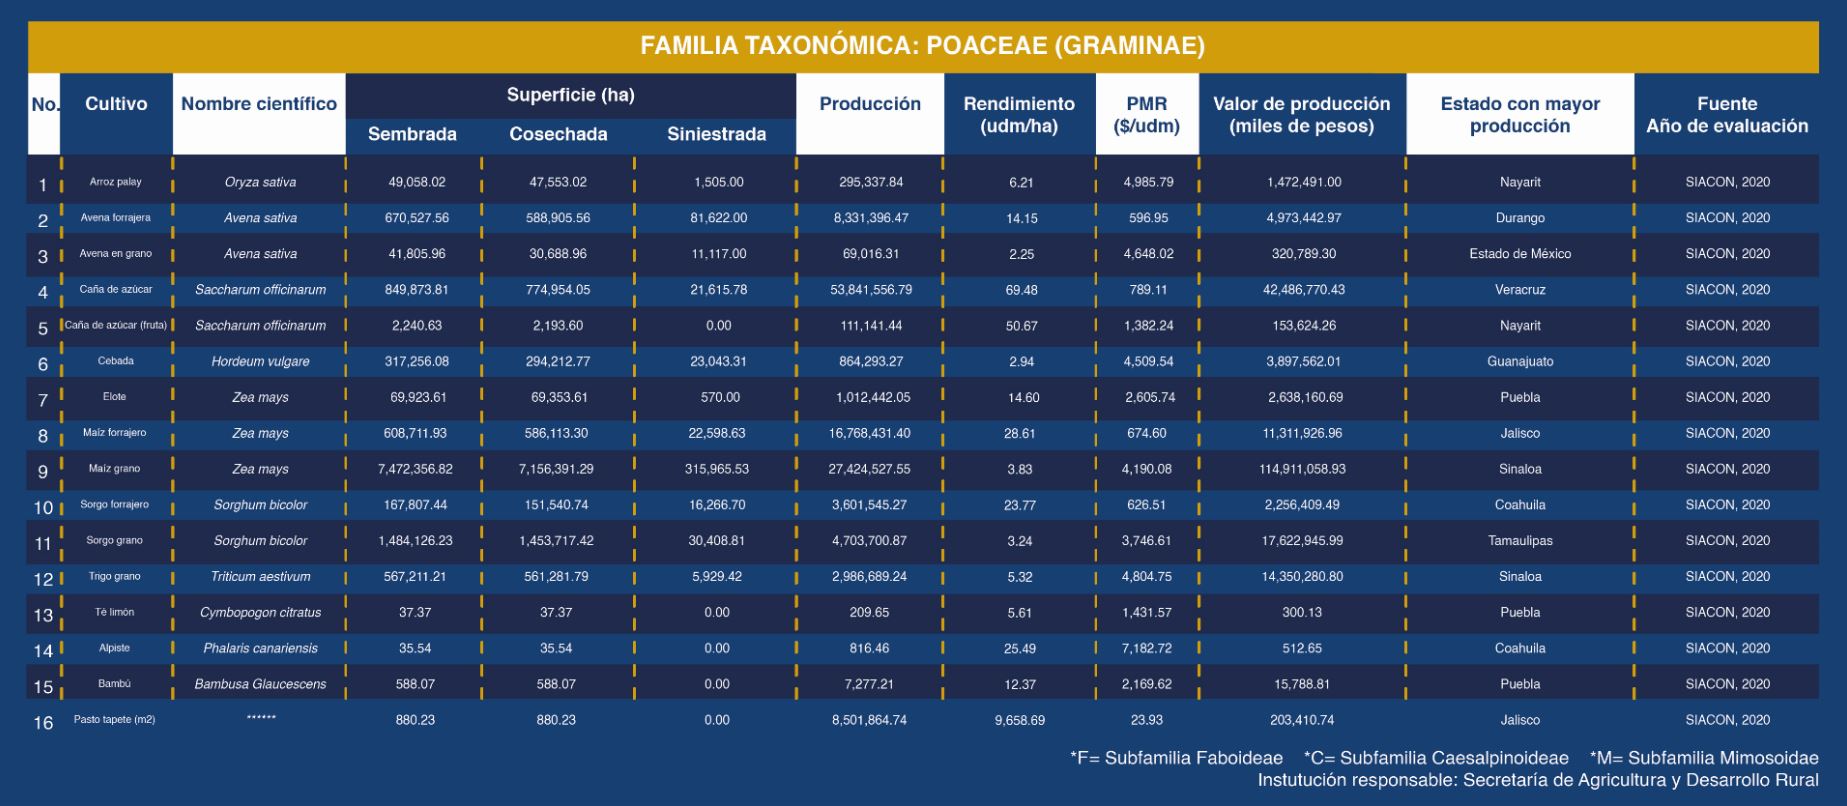 FAMILIA TAXONÓMICA: POACEAE (GRAMINAE)
No. Cultivo Nombre científico Superficie (ha) Producción Rendimiento (udm/ha) PMR ($/udm) Valor de producción (miles de pesos) Estado con mayor producción Fuente Año de evaluación
Sembrada Cosechada Siniestrada
1 Arroz palay Oryza sativa 49,058.02 47,553.02 1,505.00 295,337.84 6.21 4,985.79 1,472,491.00 Nayarit SIACON, 2020
2 Avena forrajera Avena sativa 670,527.56 588,905.56 81,622.00 8,331,396.47 14.15 596.95 4,973,442.97 Durango SIACON, 2020
3 Avena en grano Avena sativa 41,805.96 30,688.96 11,117.00 69,016.31 2.25 4,648.02 320,789.30 Estado de México SIACON, 2020
4 Caña de azúcar Saccharum officinarum 849,873.81 774,954.05 21,615.78 53,841,556.79 69.48 789.11 42,486,770.43 Veracruz SIACON, 2020
5 Caña de azúcar (fruta) Saccharum officinarum 2,240.63 2,193.60 0.00 111,141.44 50.67 1,382.24 153,624.26 Nayarit SIACON, 2020
6 Cebada Hordeum vulgare 317,256.08 294,212.77 23,043.31 864,293.27 2.94 4,509.54 3,897,562.01 Guanajuato SIACON, 2020
7 Elote Zea mays 69,923.61 69,353.61 570.00 1,012,442.05 14.60 2,605.74 2,638,160.69 Puebla SIACON, 2020
8 Maíz forrajero Zea mays 608,711.93 586,113.30 22,598.63 16,768,431.40 28.61 674.60 11,311,926.96 Jalisco SIACON, 2020
9 Maíz grano Zea mays 7,472,356.82 7,156,391.29 315,965.53 27,424,527.55 3.83 4,190.08 114,911,058.93 Sinaloa SIACON, 2020
10 Sorgo forrajero Sorghum bicolor 167,807.44 151,540.74 16,266.70 3,601,545.27 23.77 626.51 2,256,409.49 Coahuila SIACON, 2020
11 Sorgo grano Sorghum bicolor 1,484,126.23 1,453,717.42 30,408.81 4,703,700.87 3.24 3,746.61 17,622,945.99 Tamaulipas SIACON, 2020
12 Trigo grano Triticum aestivum 567,211.21 561,281.79 5,929.42 2,986,689.24 5.32 4,804.75 14,350,280.80 Sinaloa SIACON, 2020
13 Té limón Cymbopogon citratus 37.37 37.37 0.00 209.65 5.61 1,431.57 300.13 Puebla SIACON, 2020
14 Alpiste Phalaris canariensis 35.54 35.54 0.00 816.46 25.49 7,182.72 512.65 Coahuila SIACON, 2020
15 Bambú Bambusa Glaucescens 588.07 588.07 0.00 7,277.21 12.37 2,169.62 15,788.81 Puebla SIACON, 2020
16 Pasto tapete (m2) ****** 880.23 880.23 0.00 8,501,864.74 9,658.69 23.93 203,410.74 Jalisco SIACON, 2020
*F= Subfamilia Faboideae *C= Subfamilia Caesalpinoideae *M= Subfamilia Mimosoidae
Instutución responsable: Secretaría de Agricultura y Desarrollo Rural